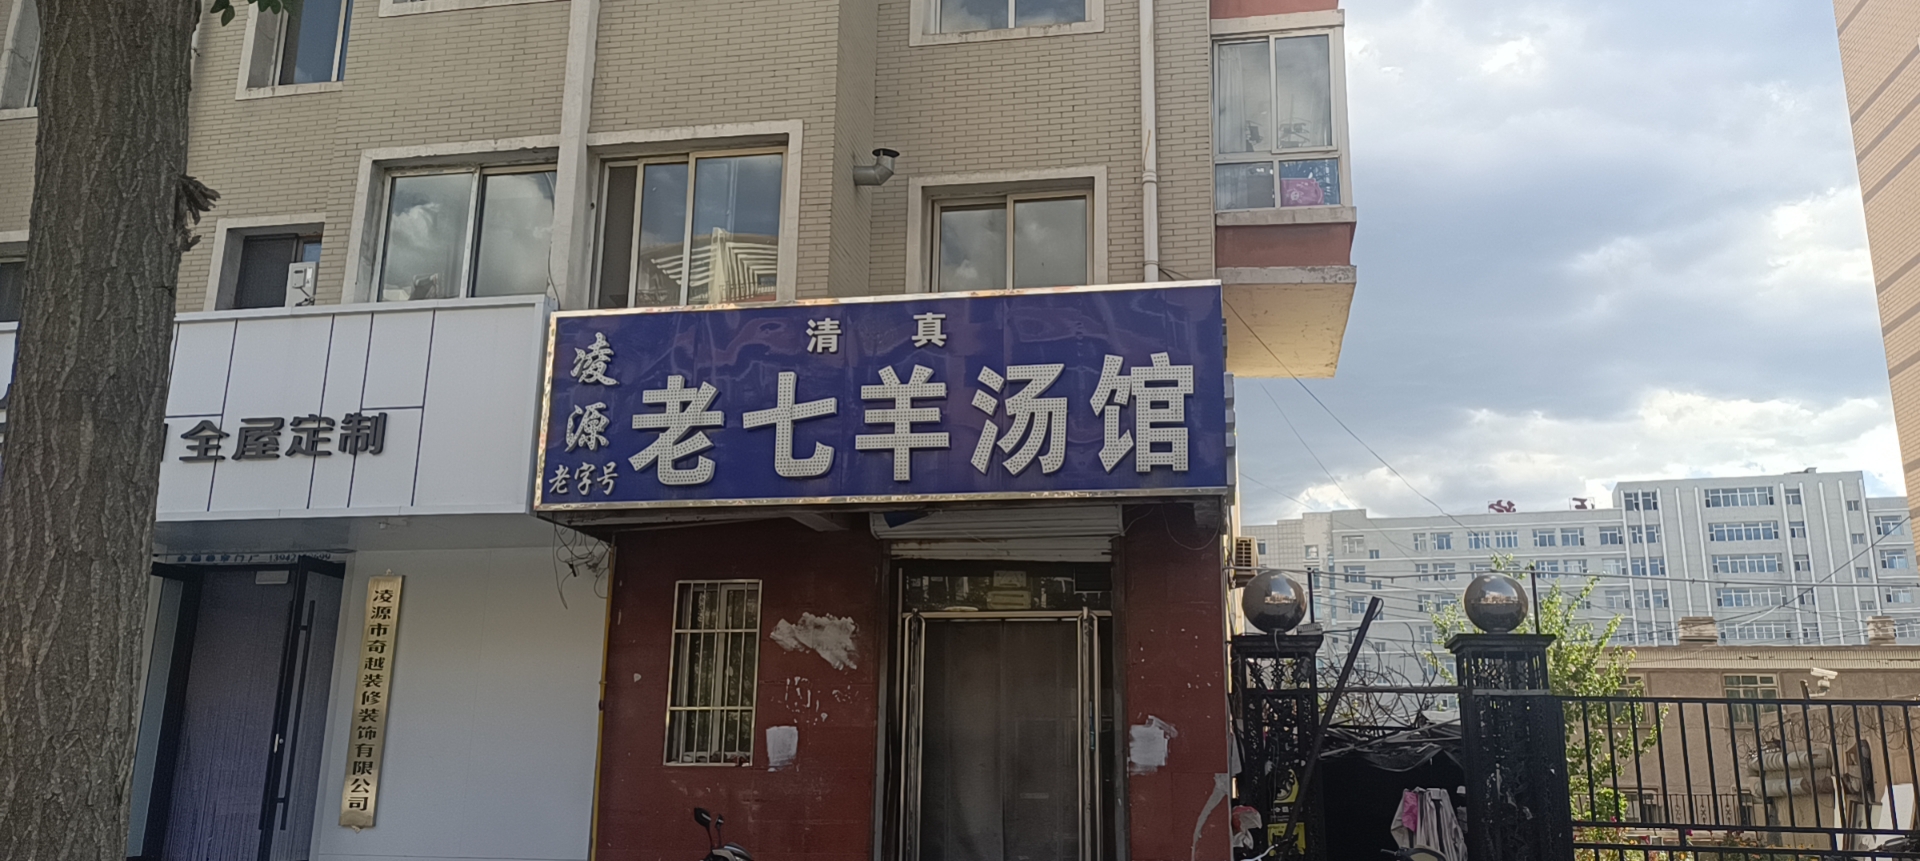 全屋定制
凌源市奇越装修装饰有限公司
凌源
老字号
清真
老七羊汤馆